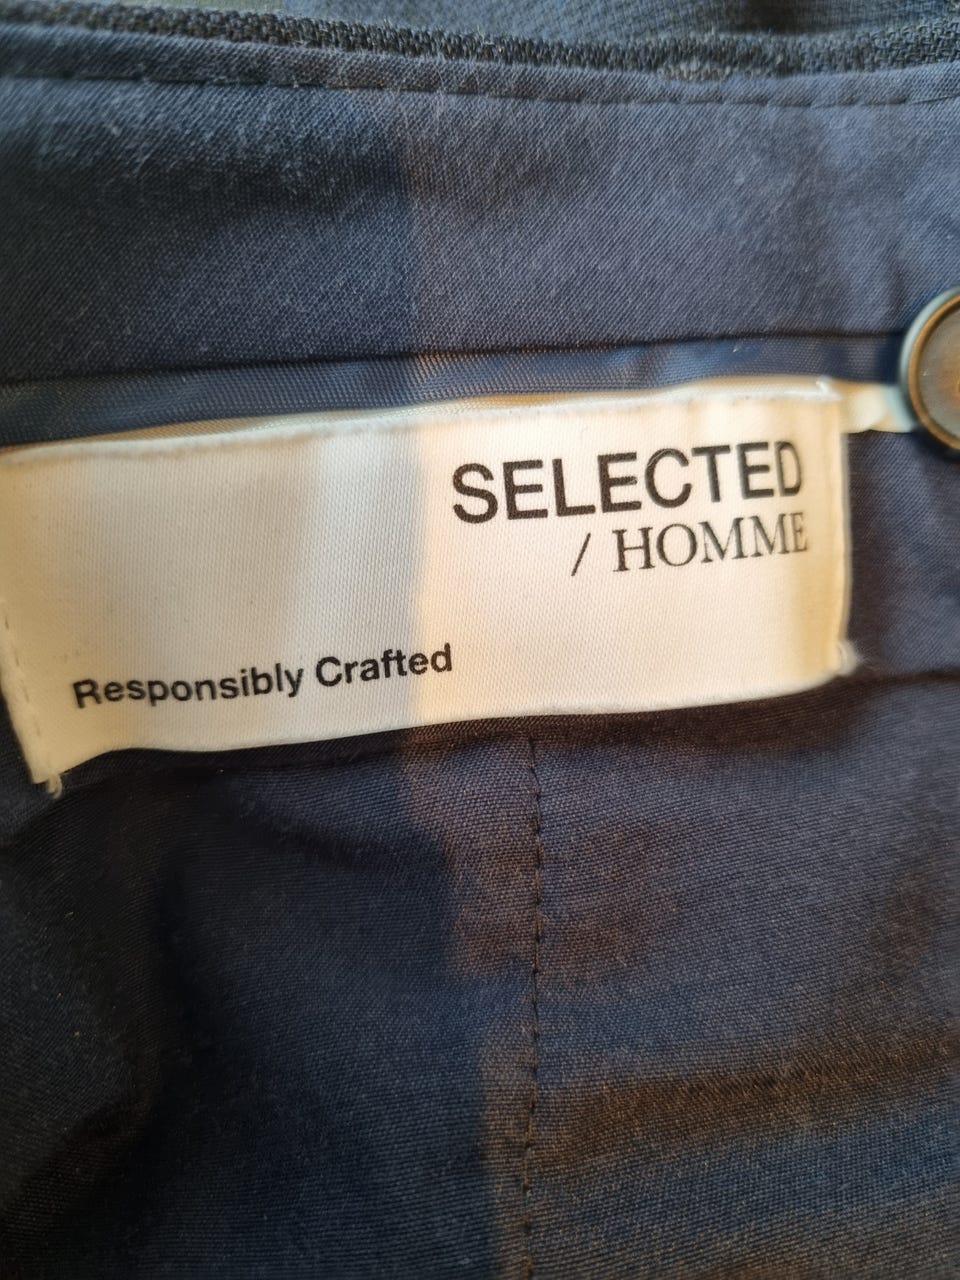 SELECTED
/ HOMME
Responsibly Crafted